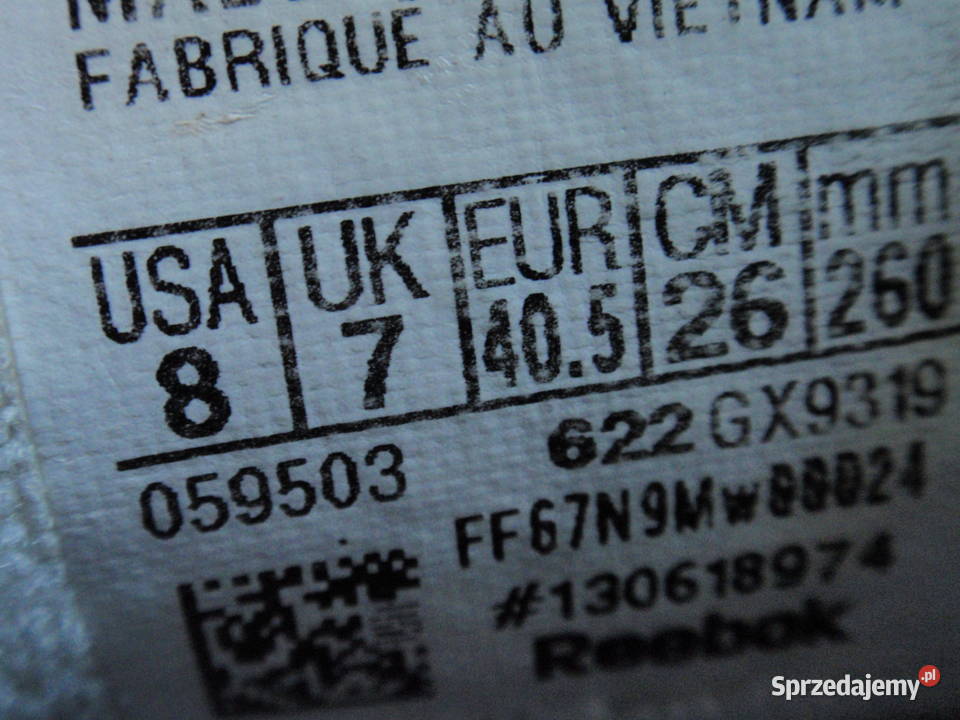 FABRIQUE AU VIETNAM
USA UK EUR CM mm
8 7 40.5 26 260
059503 622 GX9319
#130618974
Reebok
Sprzedajemy.pl